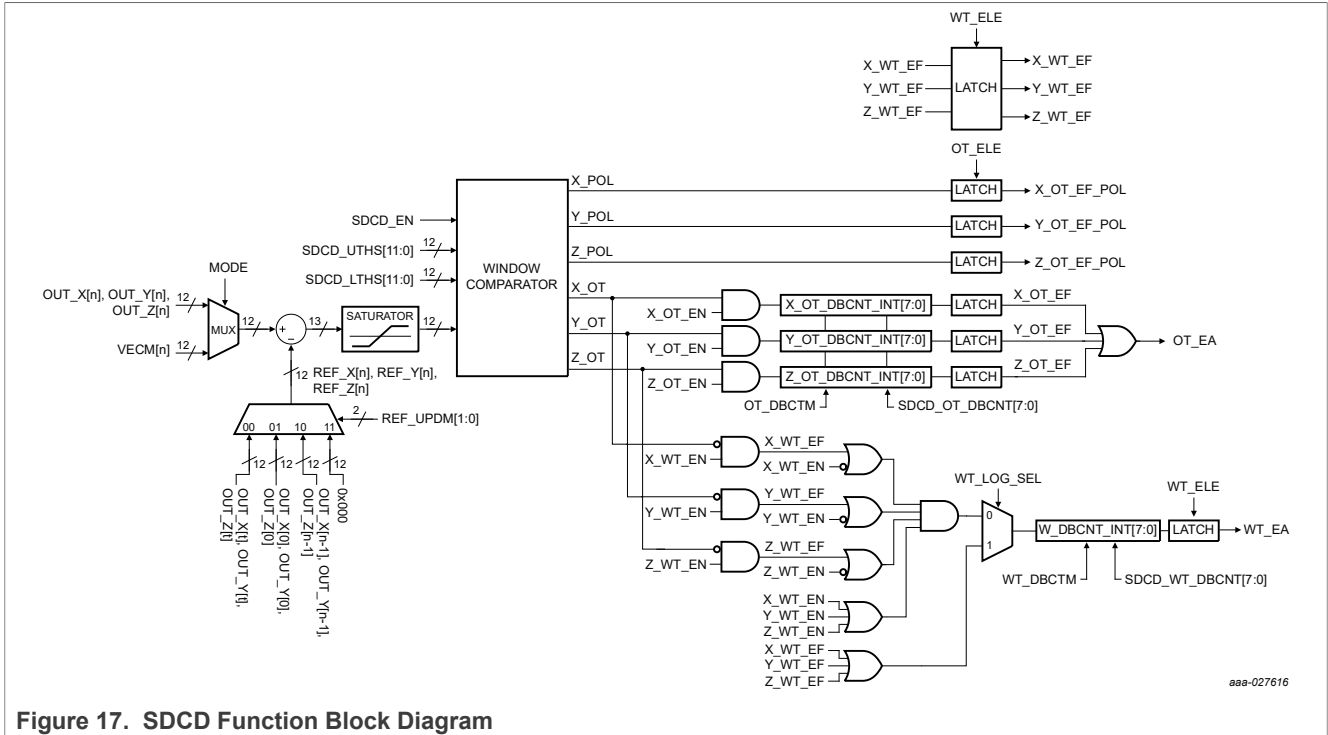 WT_ELE
X_WT_EF
Y_WT_EF
Z_WT_EF
LATCH
X_WT_EF
Y_WT_EF
Z_WT_EF
OT_ELE
X_POL
LATCH
X_OT_EF_POL
Y_POL
LATCH
Y_OT_EF_POL
Z_POL
LATCH
Z_OT_EF_POL
SDCD_EN
SDCD_UTHS[11:0]
12
SDCD_LTHS[11:0]
12
WINDOW
COMPARATOR
MODE
OUT_X[n], OUT_Y[n],
OUT_Z[n]
12
VECM[n]
12
MUX
12
+
−
13
SATURATOR
12
12
REF_X[n], REF_Y[n],
REF_Z[n]
00 01 10 11
2
REF_UPDM[1:0]
12 12 12 12
OUT_X[t], OUT_Y[t],
OUT_Z[t]
OUT_X[0], OUT_Y[0],
OUT_Z[0]
OUT_X[n-1], OUT_Y[n-1],
OUT_Z[n-1]
0x000
X_OT
X_OT_EN
X_OT_DBCNT_INT[7:0]
LATCH
X_OT_EF
Y_OT
Y_OT_EN
Y_OT_DBCNT_INT[7:0]
LATCH
Y_OT_EF
Z_OT
Z_OT_EN
Z_OT_DBCNT_INT[7:0]
LATCH
Z_OT_EF
OT_EA
OT_DBCTM
SDCD_OT_DBCNT[7:0]
X_WT_EN
X_WT_EF
X_WT_EN
Y_WT_EN
Y_WT_EF
Y_WT_EN
Z_WT_EN
Z_WT_EF
Z_WT_EN
X_WT_EN
Y_WT_EN
Z_WT_EN
X_WT_EF
Y_WT_EF
Z_WT_EF
WT_LOG_SEL
0
1
W_DBCNT_INT[7:0]
WT_ELE
LATCH
WT_EA
WT_DBCTM
SDCD_WT_DBCNT[7:0]
aaa-027616
Figure 17. SDCD Function Block Diagram